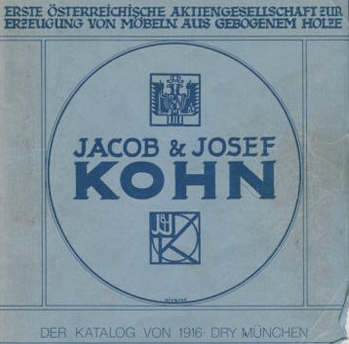 ERSTE ÖSTERREICHISCHE AKTIENGESELLSCHAFT ZUR
ERZEUGUNG VON MÖBELN AUS GEBOGENEM HOLZE
JACOB & JOSEF
KOHN
J&J
K
DER KATALOG VON 1916· DRY MÜNCHEN